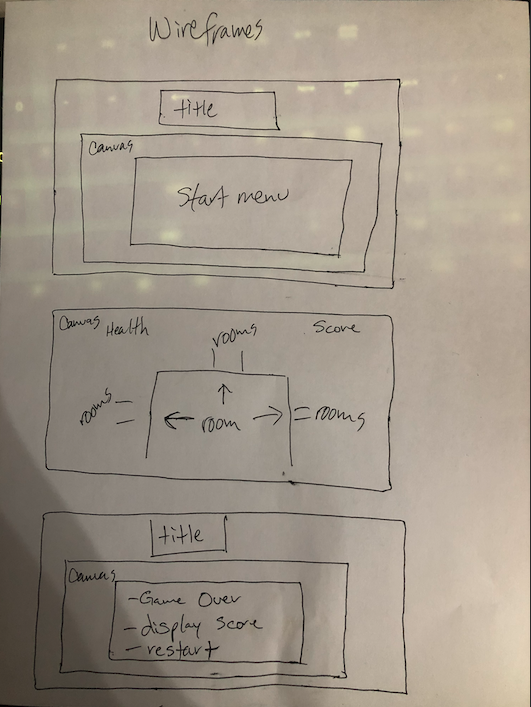 Wireframes
title
Canvas
Start menu
Canvas Health Score
rooms
rooms room rooms
title
Canvas
- Game Over
- display Score
- restart